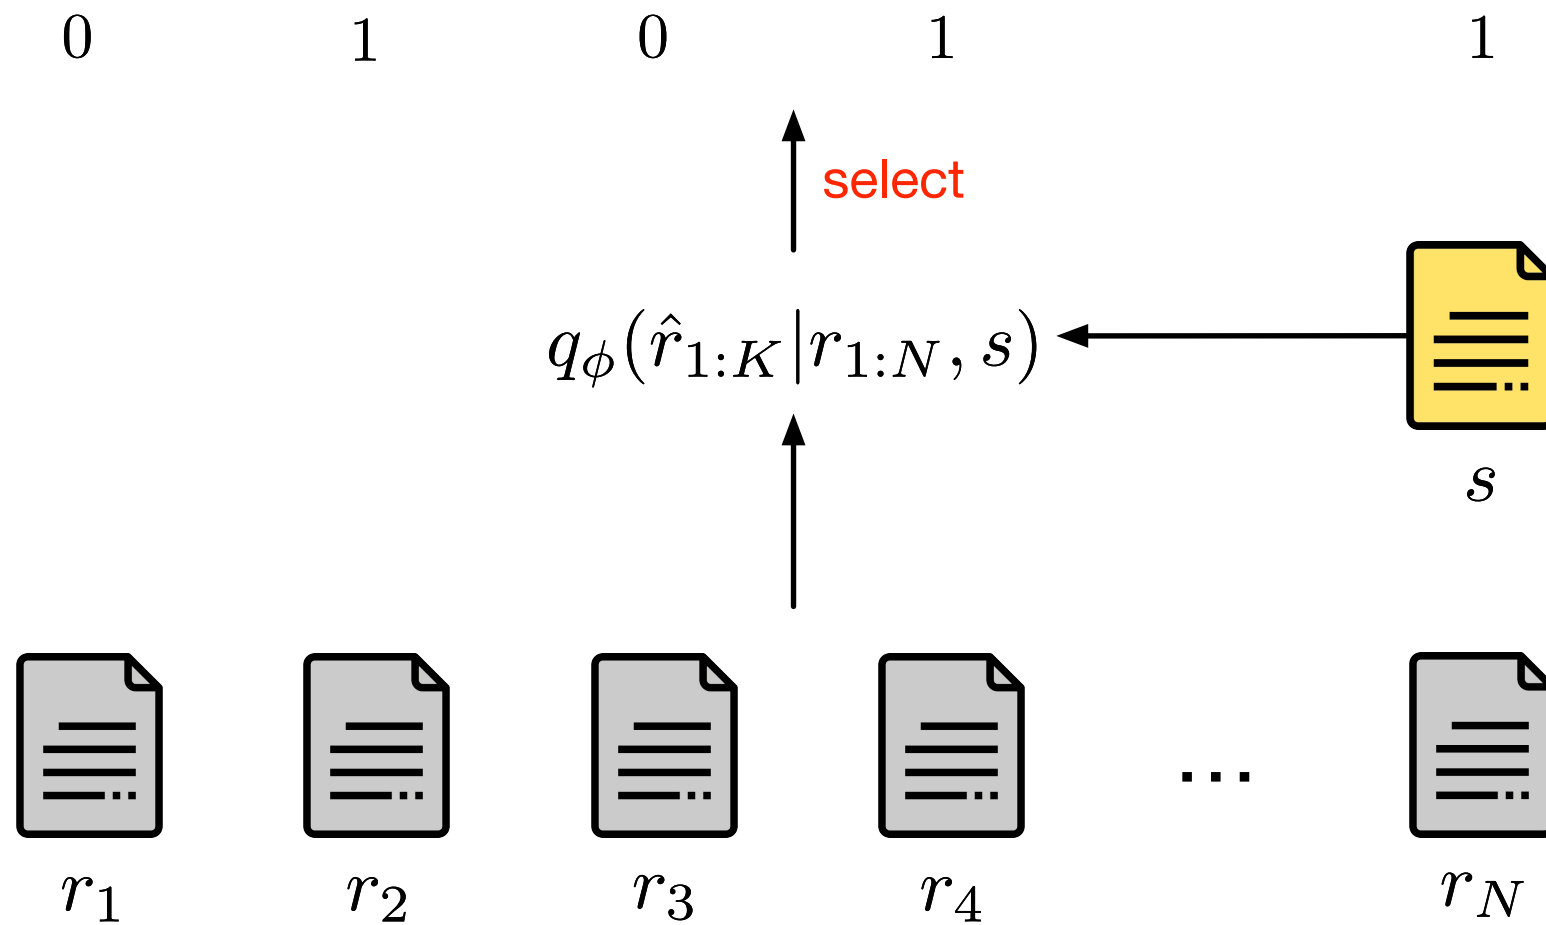 0 1 0 1 1
select
q_ϕ(r̂_{1:K}|r_{1:N}, s)
s
...
r_1 r_2 r_3 r_4 r_N